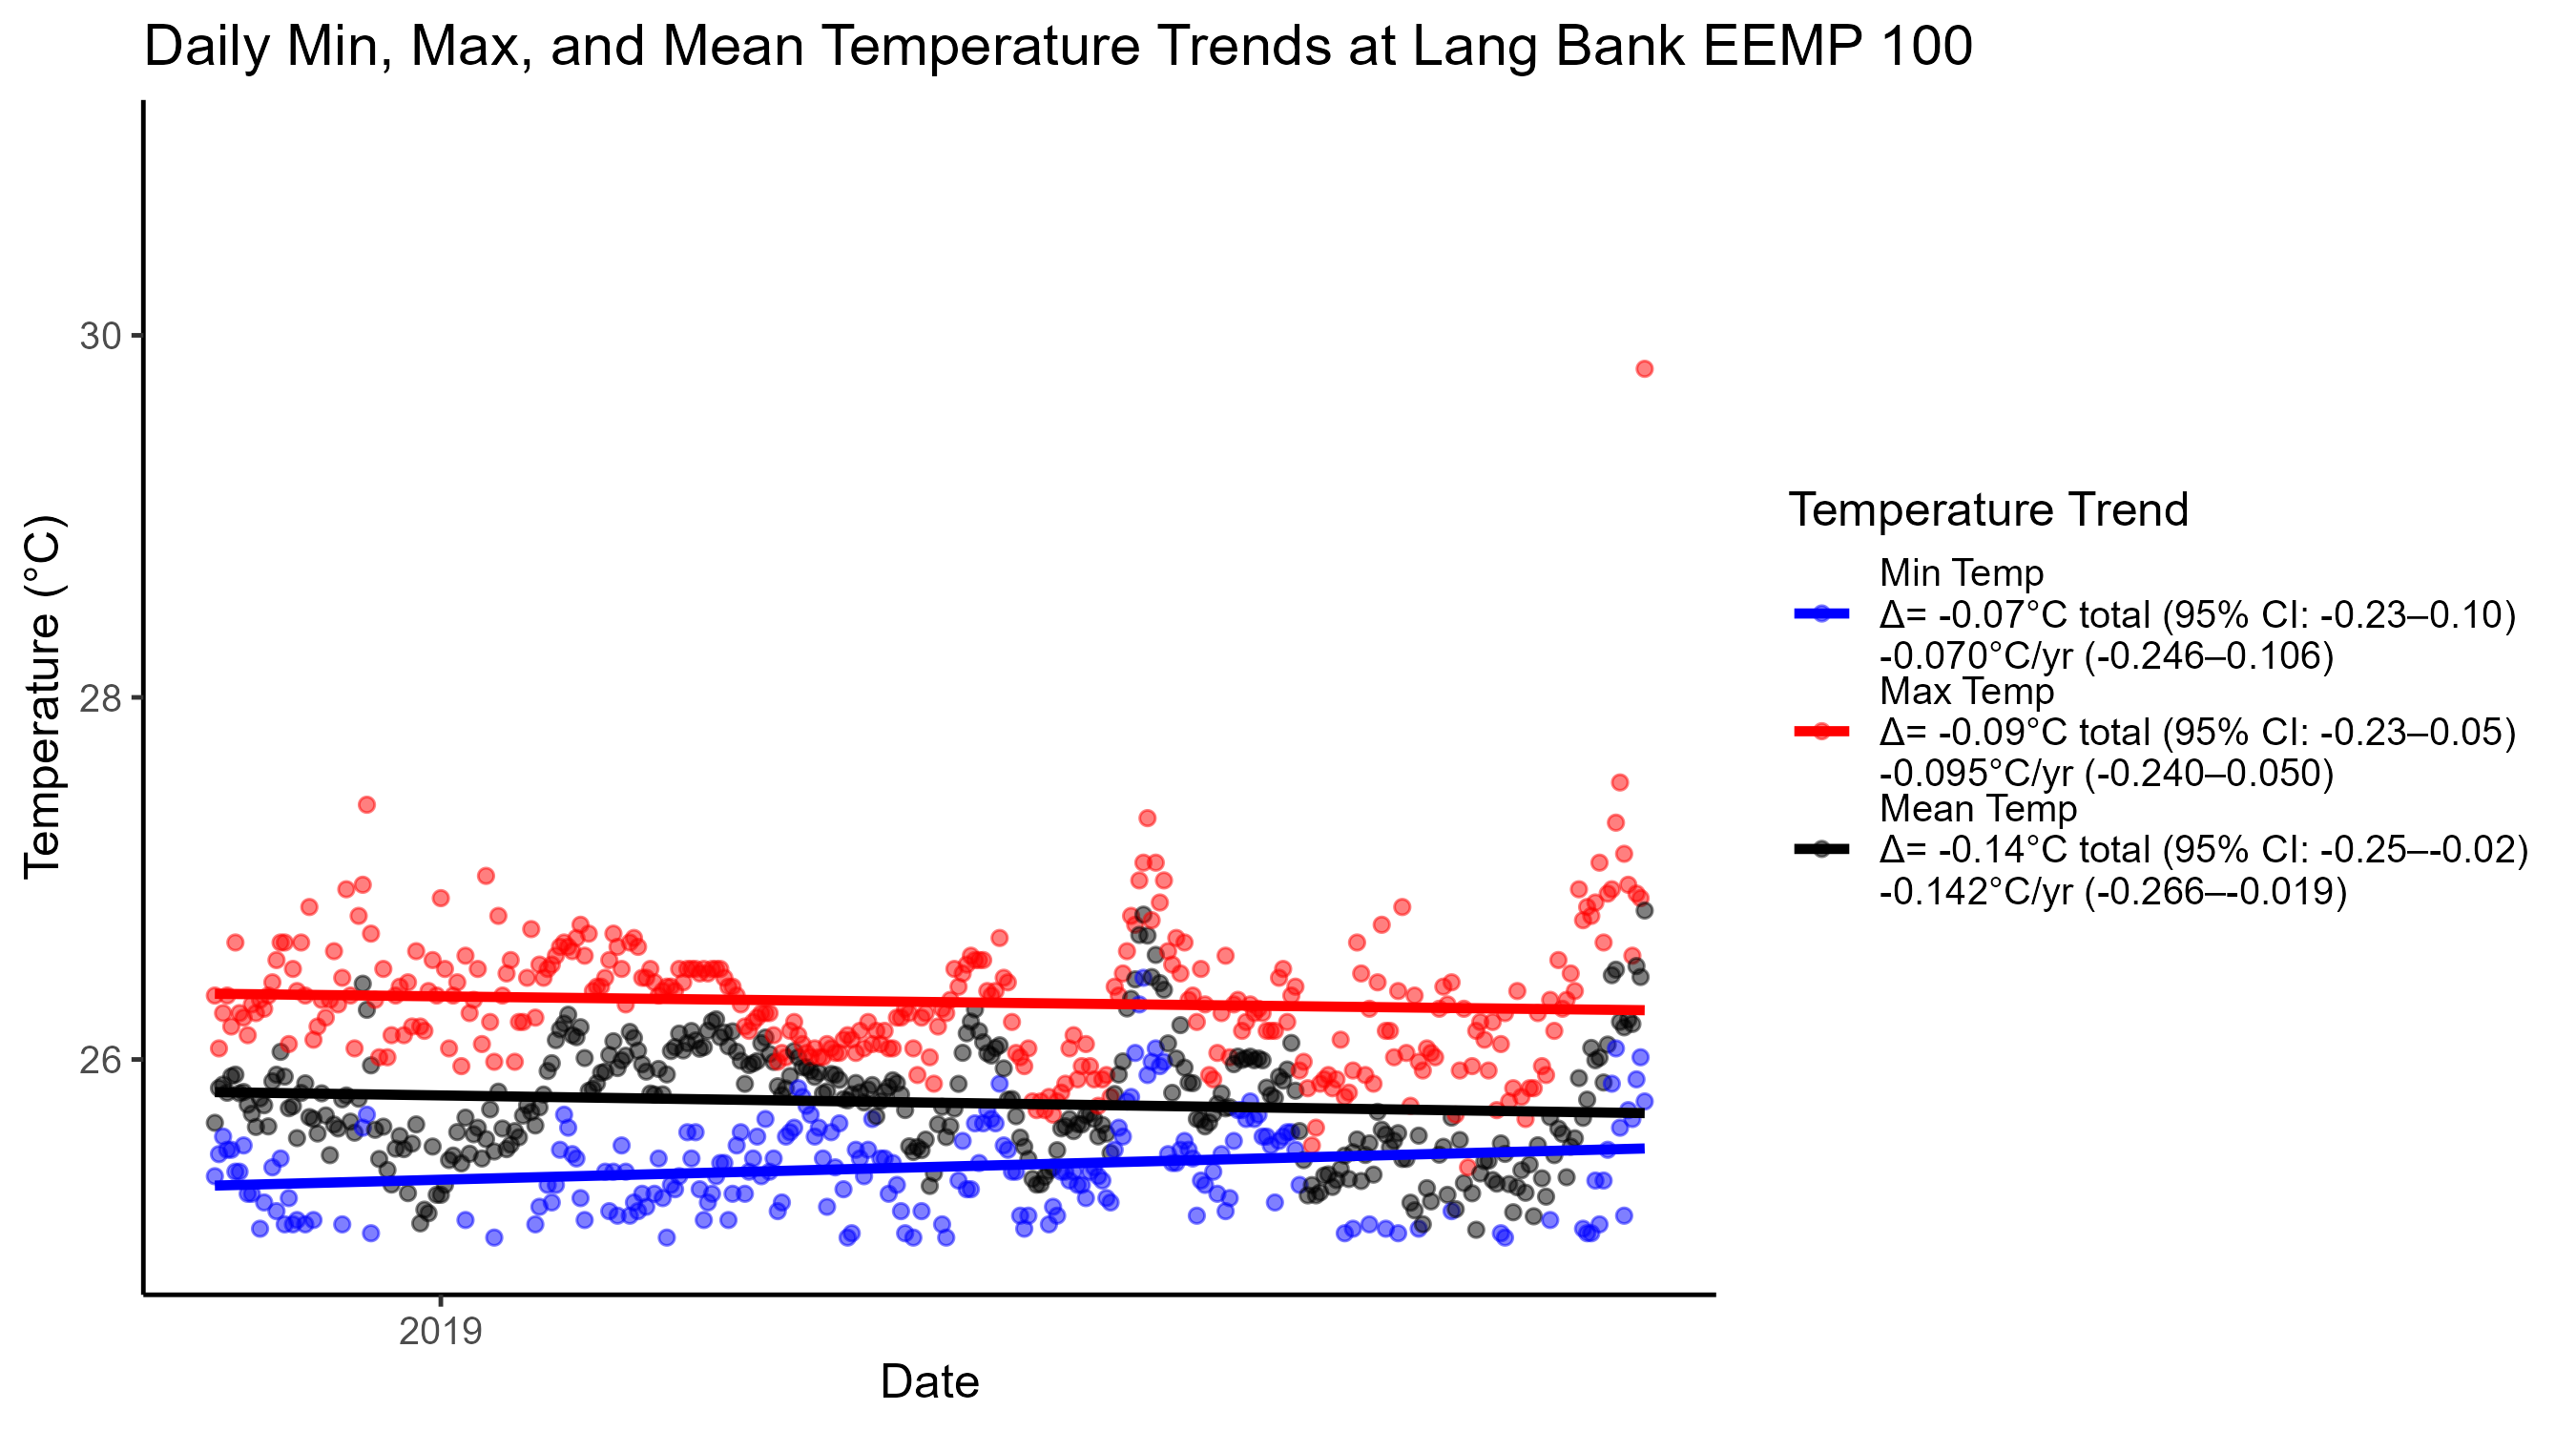 Daily Min, Max, and Mean Temperature Trends at Lang Bank EEMP 100
Temperature (°C)
30
28
26
2019
Date
Temperature Trend
Min Temp
Δ= -0.07°C total (95% CI: -0.23–0.10)
-0.070°C/yr (-0.246–0.106)
Max Temp
Δ= -0.09°C total (95% CI: -0.23–0.05)
-0.095°C/yr (-0.240–0.050)
Mean Temp
Δ= -0.14°C total (95% CI: -0.25–-0.02)
-0.142°C/yr (-0.266–-0.019)